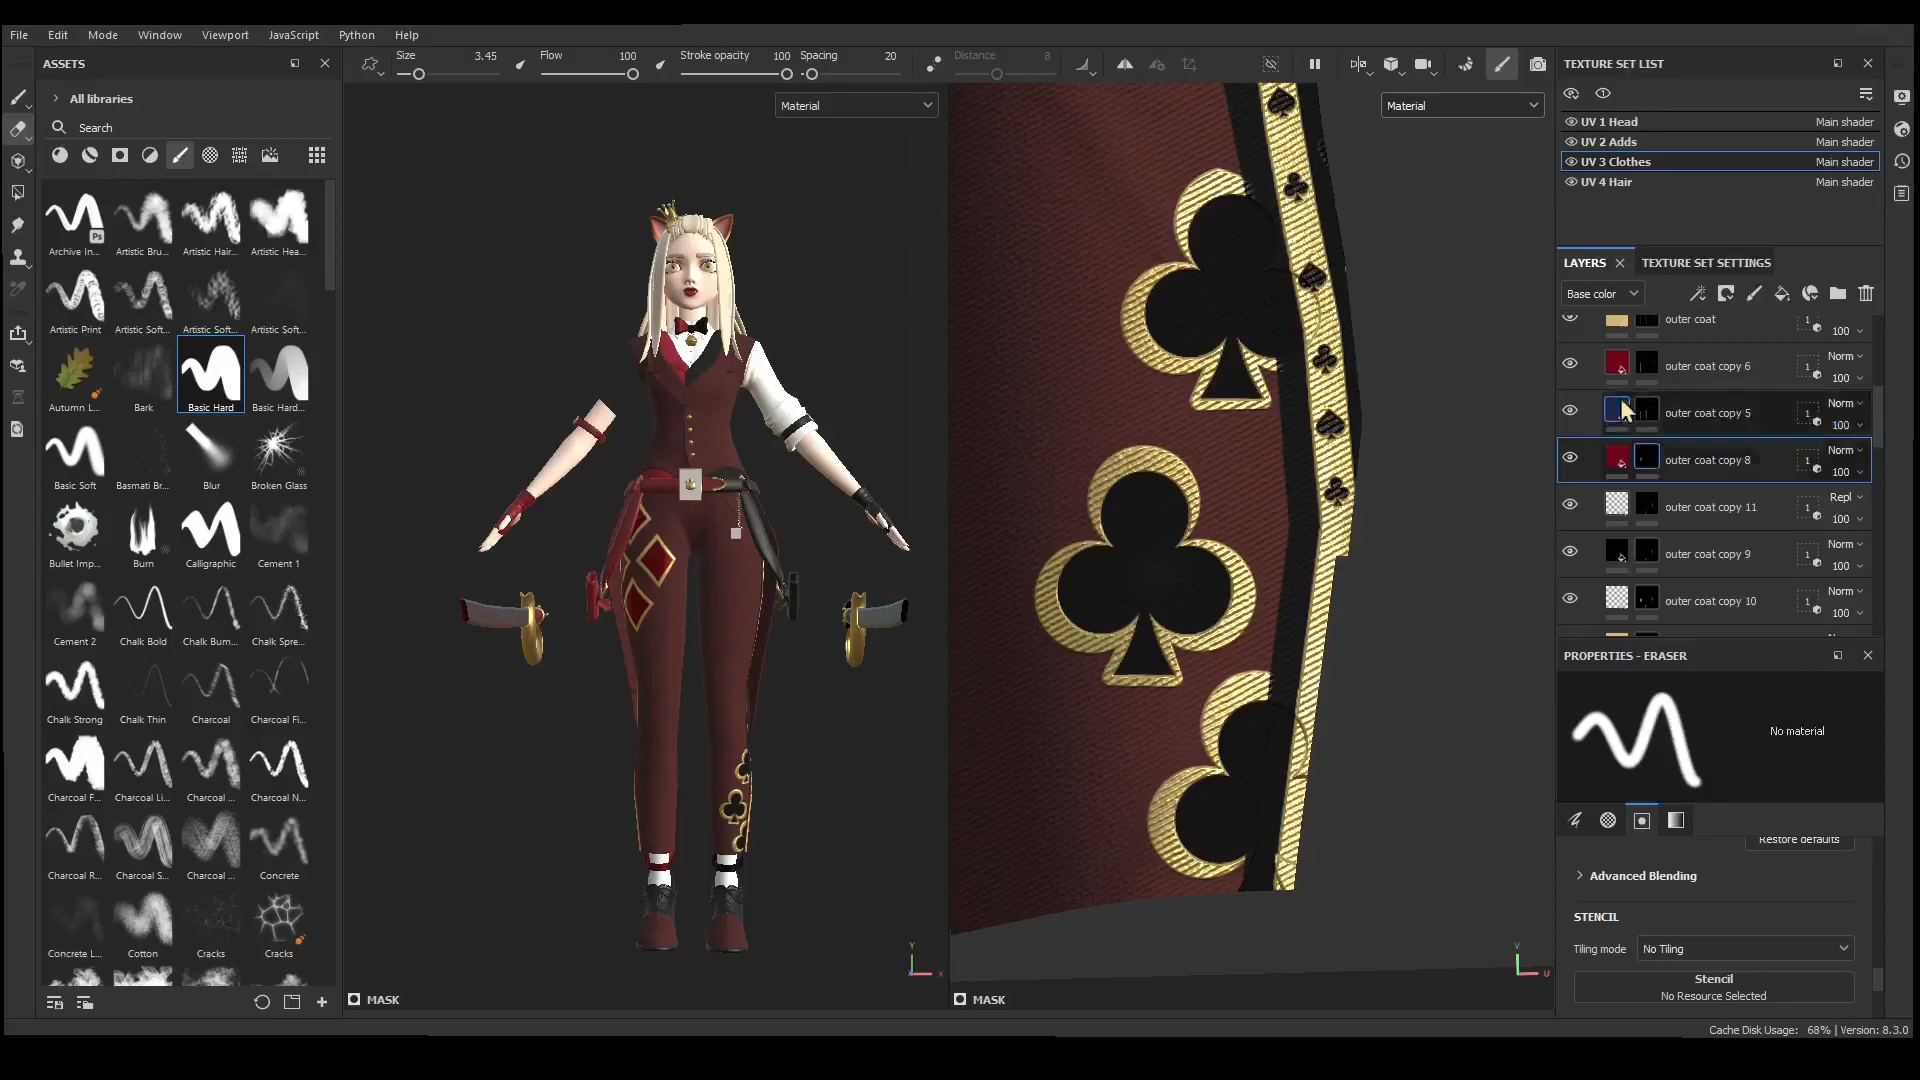 File Edit Mode Window Viewport JavaScript Python Help
ASSETS
All libraries
Search
Archive In...
Artistic Bru...
Artistic Hair...
Artistic Hea...
Artistic Print
Artistic Soft...
Artistic Soft...
Artistic Soft...
Autumn L...
Bark
Basic Hard
Basic Hard...
Basic Soft
Basmati Br...
Blur
Broken Glass
Bullet Imp...
Burn
Calligraphic
Cement 1
Cement 2
Chalk Bold
Chalk Bum...
Chalk Spre...
Chalk Strong
Chalk Thin
Charcoal
Charcoal Fi...
Charcoal F...
Charcoal Li...
Charcoal ...
Charcoal N...
Charcoal R...
Charcoal S...
Charcoal ...
Concrete
Concrete L...
Cotton
Cracks
Cracks
Size 3.45
Flow 100
Stroke opacity 100
Spacing 20
Distance 8
Material
Material
Y
X
V
U
MASK
MASK
TEXTURE SET LIST
UV 1 Head Main shader
UV 2 Adds Main shader
UV 3 Clothes Main shader
UV 4 Hair Main shader
LAYERS
TEXTURE SET SETTINGS
Base color
outer coat 1
100
outer coat copy 6 1 Norm
100
outer coat copy 5 1 Norm
100
outer coat copy 8 1 Norm
100
outer coat copy 11 1 Repl
100
outer coat copy 9 1 Norm
100
outer coat copy 10 1 Norm
100
PROPERTIES - ERASER
No material
Restore defaults
Advanced Blending
STENCIL
Tiling mode No Tiling
Stencil
No Resource Selected
Cache Disk Usage: 68% | Version: 8.3.0